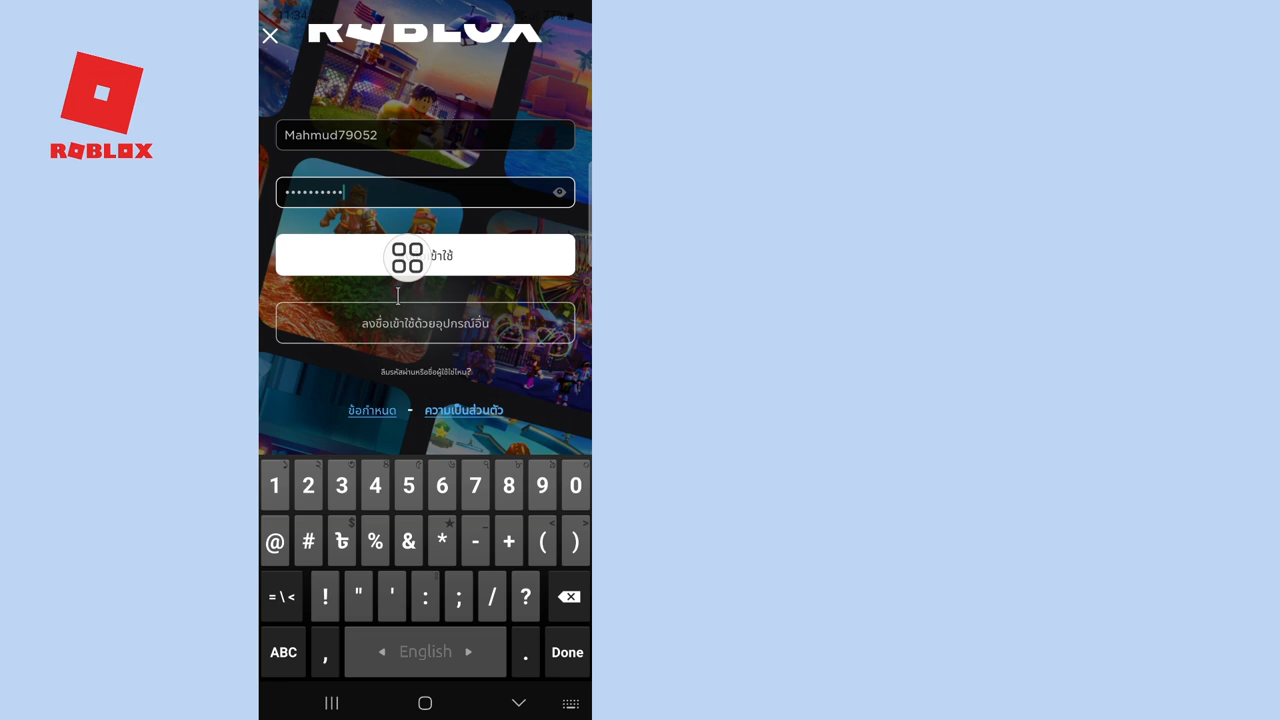 11:34
77%
ROBLOX
ROBLOX
Mahmud79052
••••••••••
ข้าใช้
ลงชื่อเข้าใช้ด้วยอุปกรณ์อื่น
ลืมรหัสผ่านหรือชื่อผู้ใช้ใช่ไหม?
ข้อกำหนด - ความเป็นส่วนตัว
1 2 3 4 5 6 7 8 9 0
@ # ৳ % & * - + ( )
= \ < ! " ' : ; / ?
ABC , English . Done